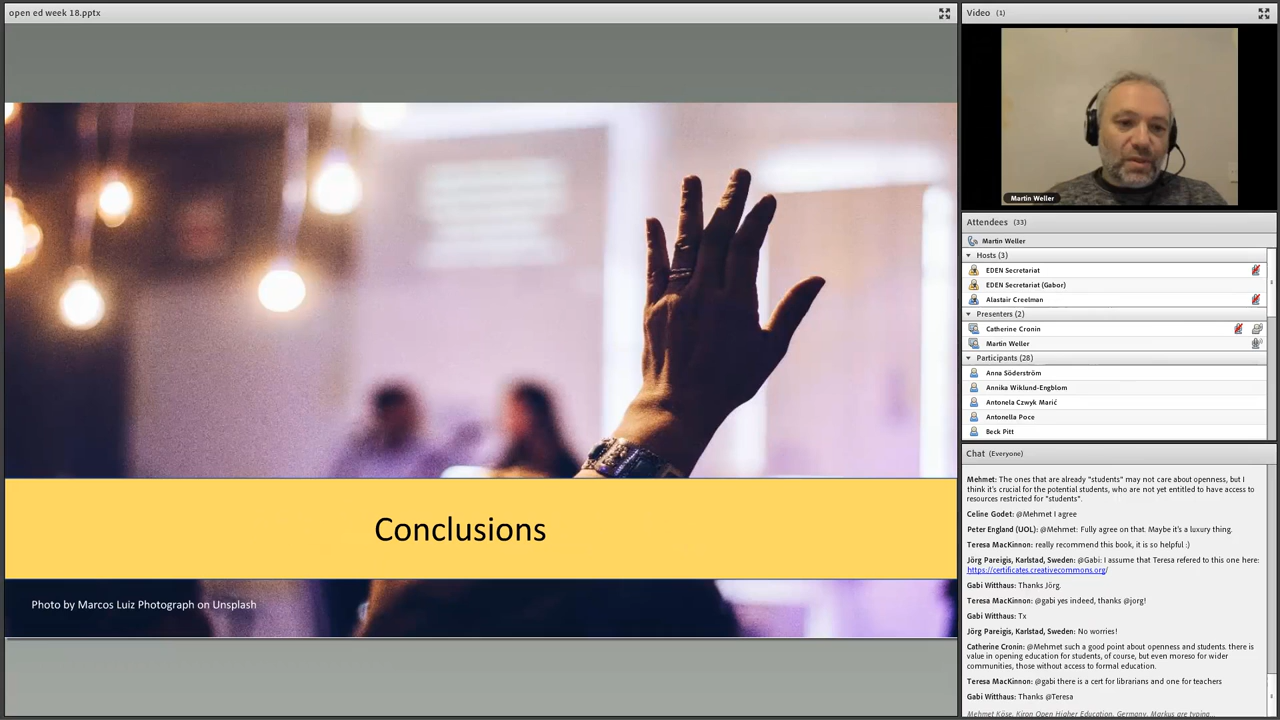 open ed week 18.pptx
Conclusions
Photo by Marcos Luiz Photograph on Unsplash
Video (1)
Martin Weller
Attendees (33)
Martin Weller
Hosts (3)
EDEN Secretariat
EDEN Secretariat (Gabor)
Alastair Creelman
Presenters (2)
Catherine Cronin
Martin Weller
Participants (28)
Anna Söderström
Annika Wiklund-Engblom
Antonela Czwyk Marić
Antonella Poce
Beck Pitt
Chat (Everyone)
Mehmet: The ones that are already "students" may not care about openness, but I
think it's crucial for the potential students, who are not yet entitled to have access to
resources restricted for "students".
Celine Godet: @Mehmet I agree
Peter England (UOL): @Mehmet: Fully agree on that. Maybe it's a luxury thing.
Teresa MacKinnon: really recommend this book, it is so helpful :)
Jörg Pareigis, Karlstad, Sweden: @Gabi: I assume that Teresa refered to this one here:
https://certificates.creativecommons.org/
Gabi Witthaus: Thanks Jörg.
Teresa MacKinnon: @gabi yes indeed, thanks @jorg!
Gabi Witthaus: Tx
Jörg Pareigis, Karlstad, Sweden: No worries!
Catherine Cronin: @Mehmet such a good point about openness and students. there is
value in opening education for students, of course, but even moreso for wider
communities, those without access to formal education.
Teresa MacKinnon: @gabi there is a cert for librarians and one for teachers
Gabi Witthaus: Thanks @Teresa
Mehmet Köse, Kiron Open Higher Education, Germany, Markus are typing...